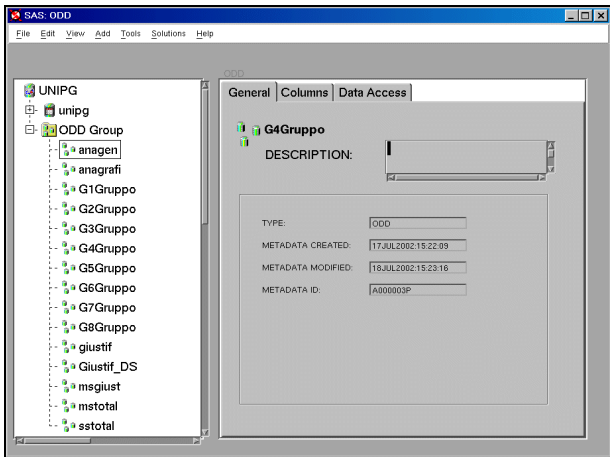 SAS: ODD
File Edit View Add Tools Solutions Help
ODD
UNIPG
unipg
ODD Group
anagen
anagrafi
G1Gruppo
G2Gruppo
G3Gruppo
G4Gruppo
G5Gruppo
G6Gruppo
G7Gruppo
G8Gruppo
giustif
Giustif_DS
msgiust
mstotal
sstotal
General Columns Data Access
G4Gruppo
DESCRIPTION:
TYPE: ODD
METADATA CREATED: 17JUL2002:15:22:09
METADATA MODIFIED: 18JUL2002:15:23:16
METADATA ID: A000003P